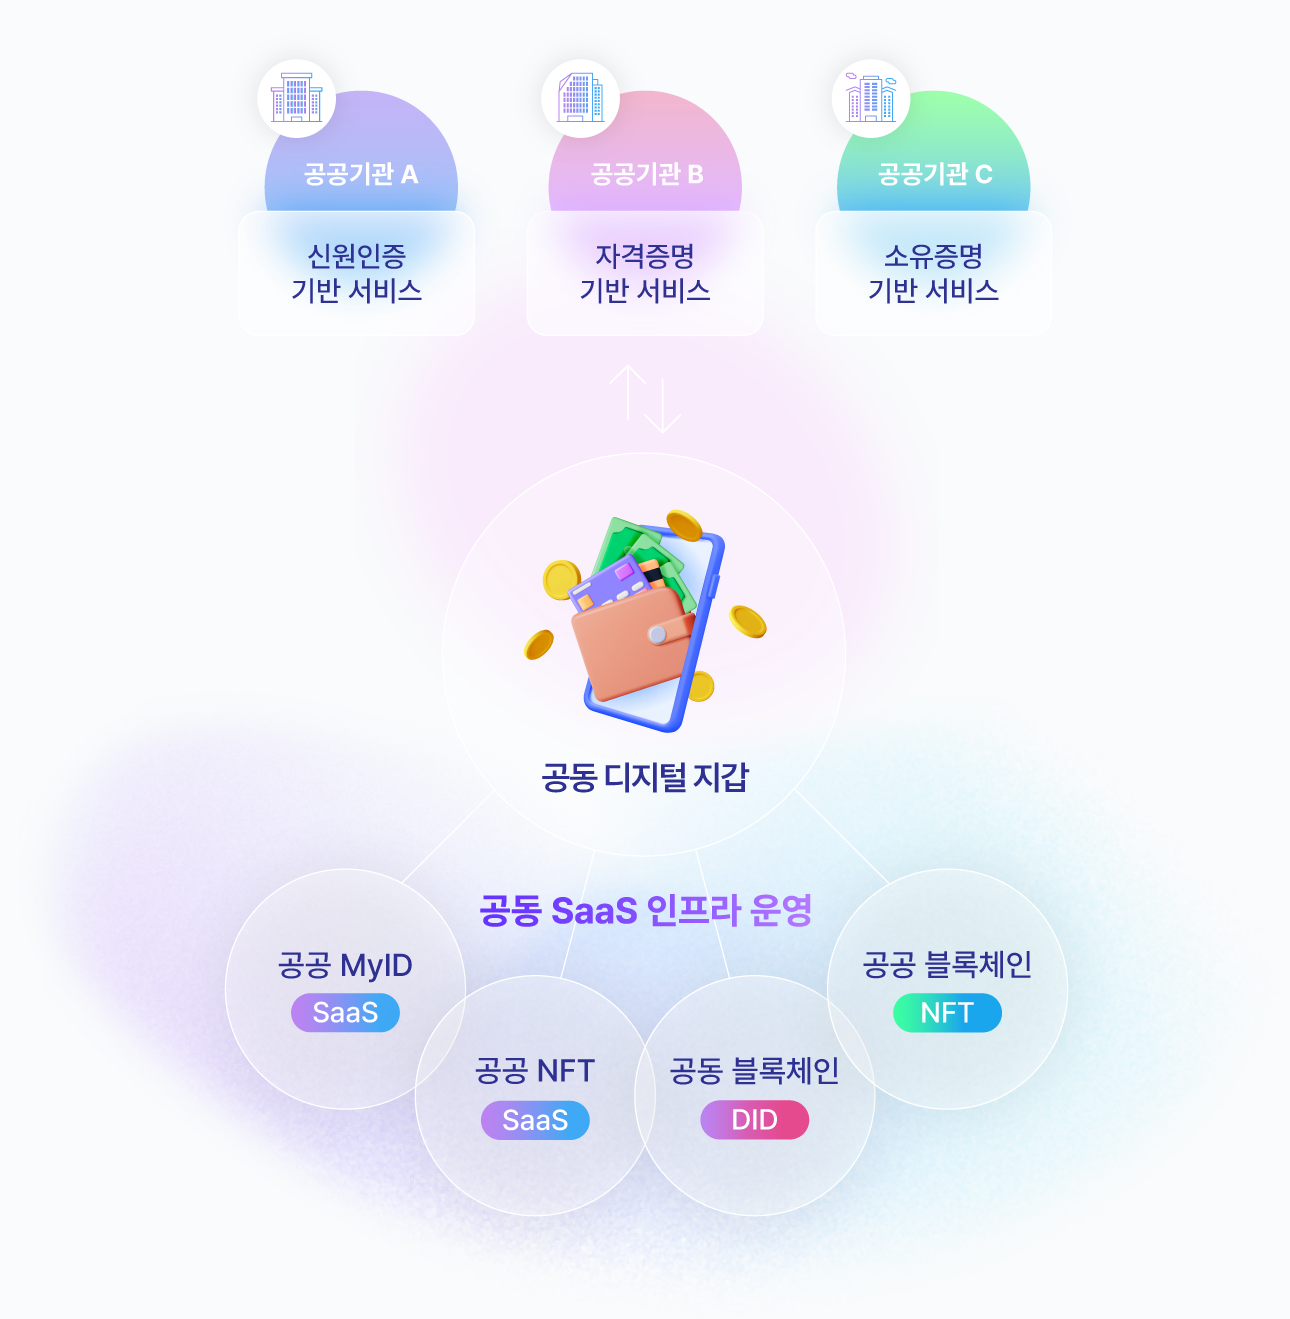 공공기관 A
공공기관 B
공공기관 C
신원인증
기반 서비스
자격증명
기반 서비스
소유증명
기반 서비스
공동 디지털 지갑
공동 SaaS 인프라 운영
공공 MyID
SaaS
공공 NFT
SaaS
공동 블록체인
DID
공공 블록체인
NFT